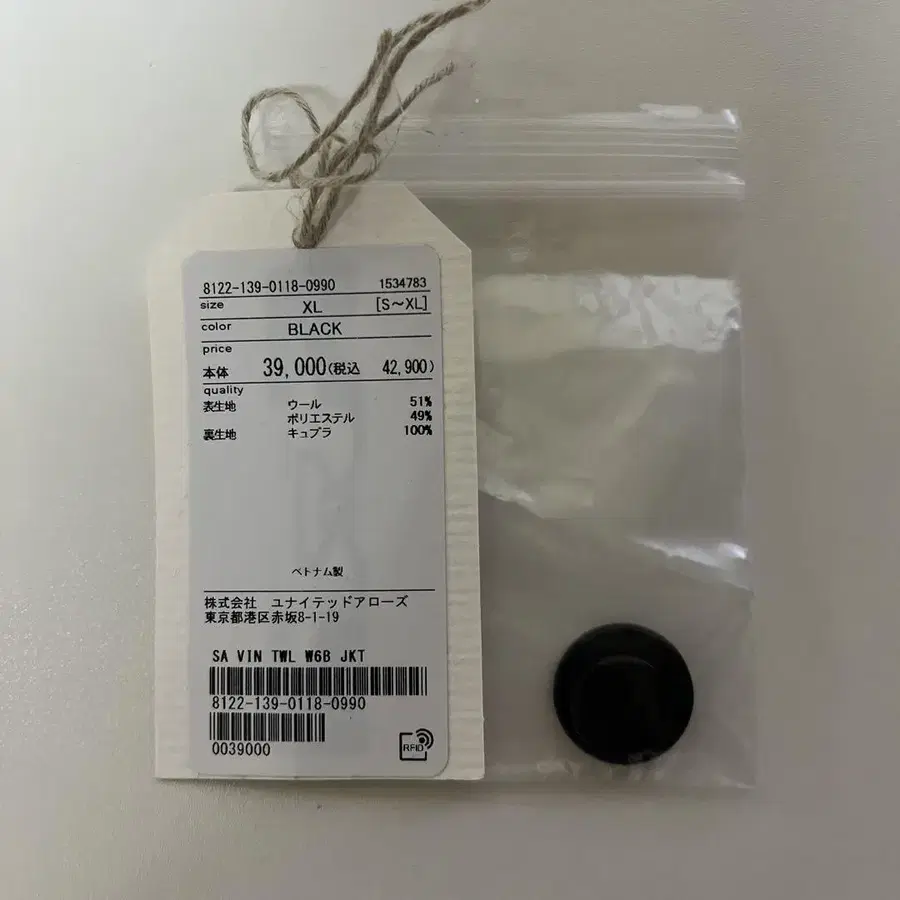 8122-139-0118-0990 1534783
size XL [S～XL]
color BLACK
price
本体 39,000(税込 42,900)
quality
表生地 ウール 51%
ポリエステル 49%
裏生地 キュプラ 100%
ベトナム製
株式会社 ユナイテッドアローズ
東京都港区赤坂8-1-19
SA VIN TWL W6B JKT
8122-139-0118-0990
0039000
RFID